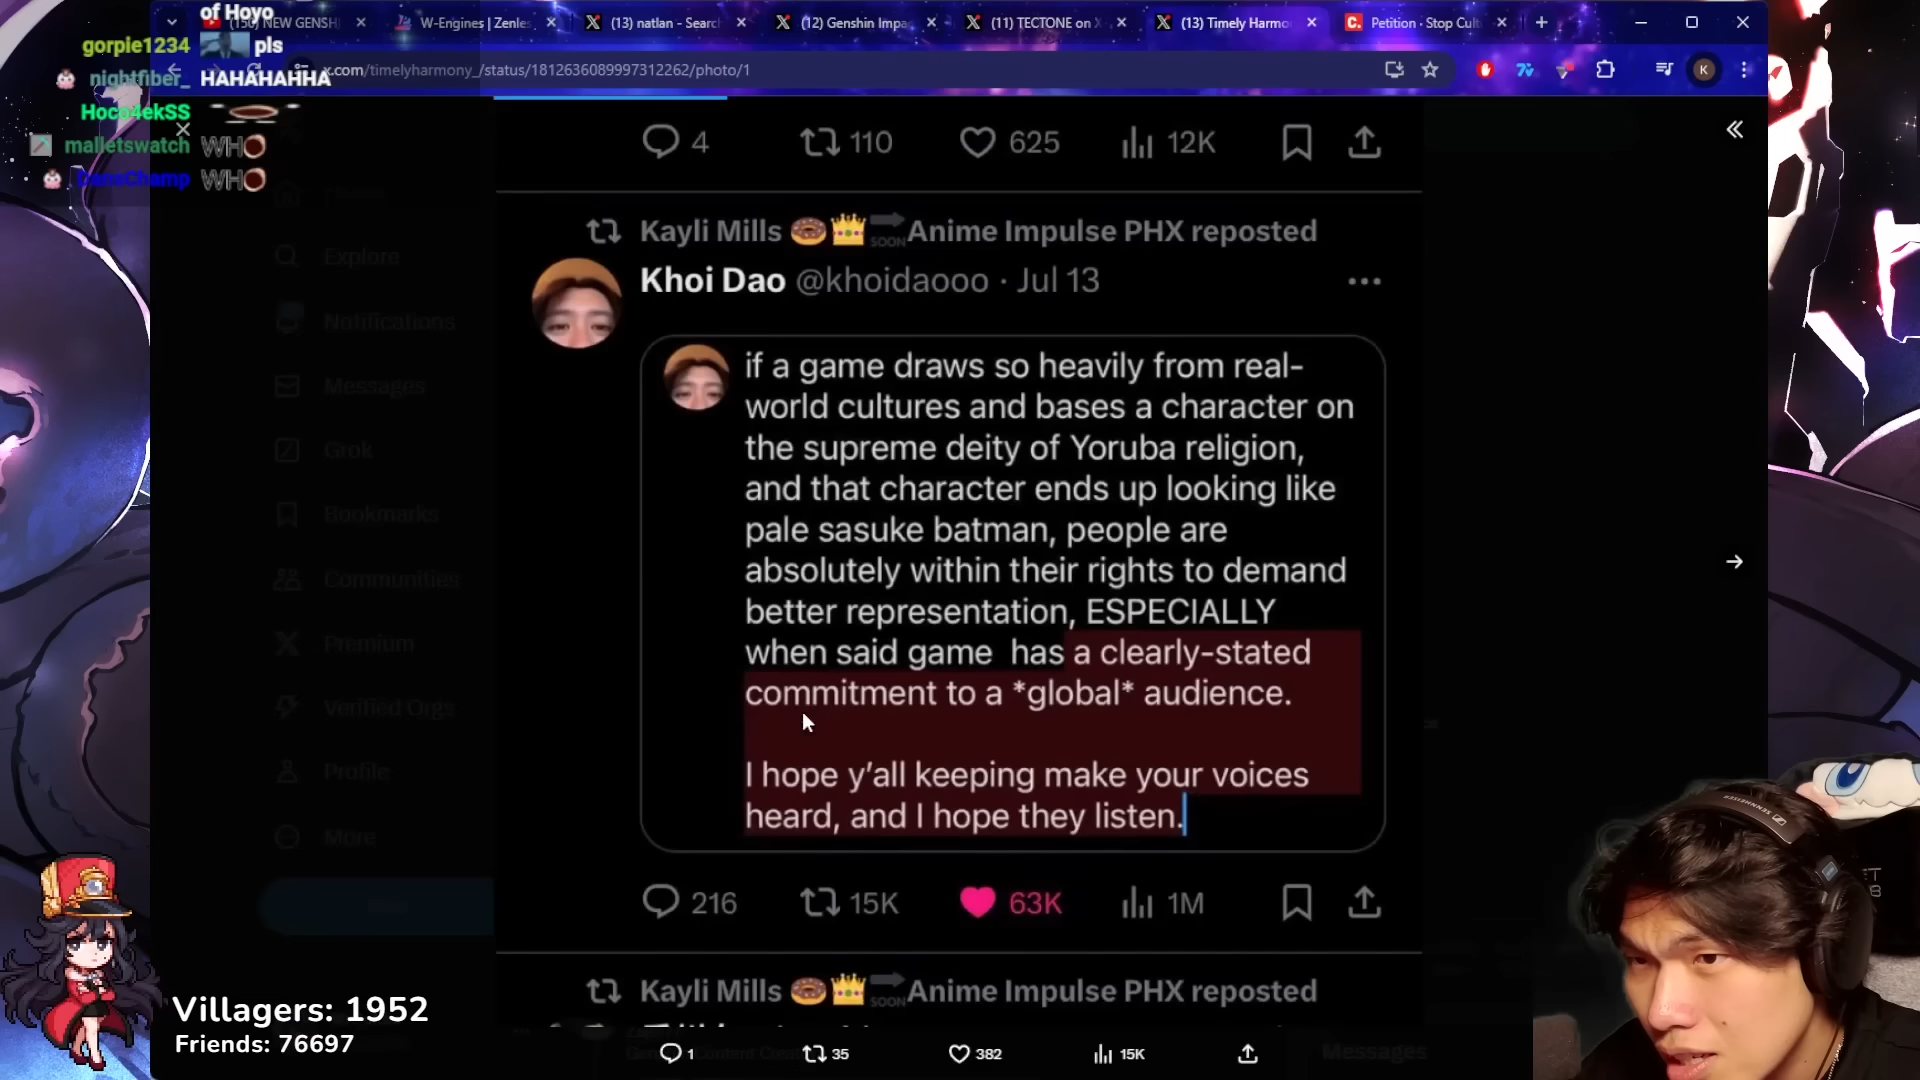 of Hoyo
gorpie1234 pls
nightfiber_ HAHAHAHHA
Hoco4ekSS
malletswatch WHO
DansChamp WHO
(150) NEW GENSHI
W-Engines | Zenles
(13) natlan - Search
(12) Genshin Impa
(11) TECTONE on X
(13) Timely Harmo
Petition · Stop Cult
x.com/timelyharmony_/status/1812636089997312262/photo/1
K
4 110 625 12K
Kayli Mills 🍩👑🔜Anime Impulse PHX reposted
Khoi Dao @khoidaooo · Jul 13
if a game draws so heavily from real-
world cultures and bases a character on
the supreme deity of Yoruba religion,
and that character ends up looking like
pale sasuke batman, people are
absolutely within their rights to demand
better representation, ESPECIALLY
when said game has a clearly-stated
commitment to a *global* audience.
I hope y'all keeping make your voices
heard, and I hope they listen.
216 15K 63K 1M
Kayli Mills 🍩👑🔜Anime Impulse PHX reposted
1 35 382 15K
Explore
Notifications
Messages
Grok
Bookmarks
Communities
Premium
Verified Orgs
Profile
More
Messages
Villagers: 1952
Friends: 76697
SENNHEISER